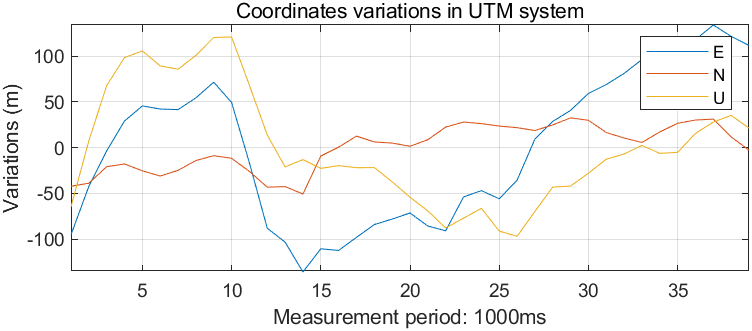 Coordinates variations in UTM system
Variations (m)
100
50
0
-50
-100
E
N
U
5 10 15 20 25 30 35
Measurement period: 1000ms